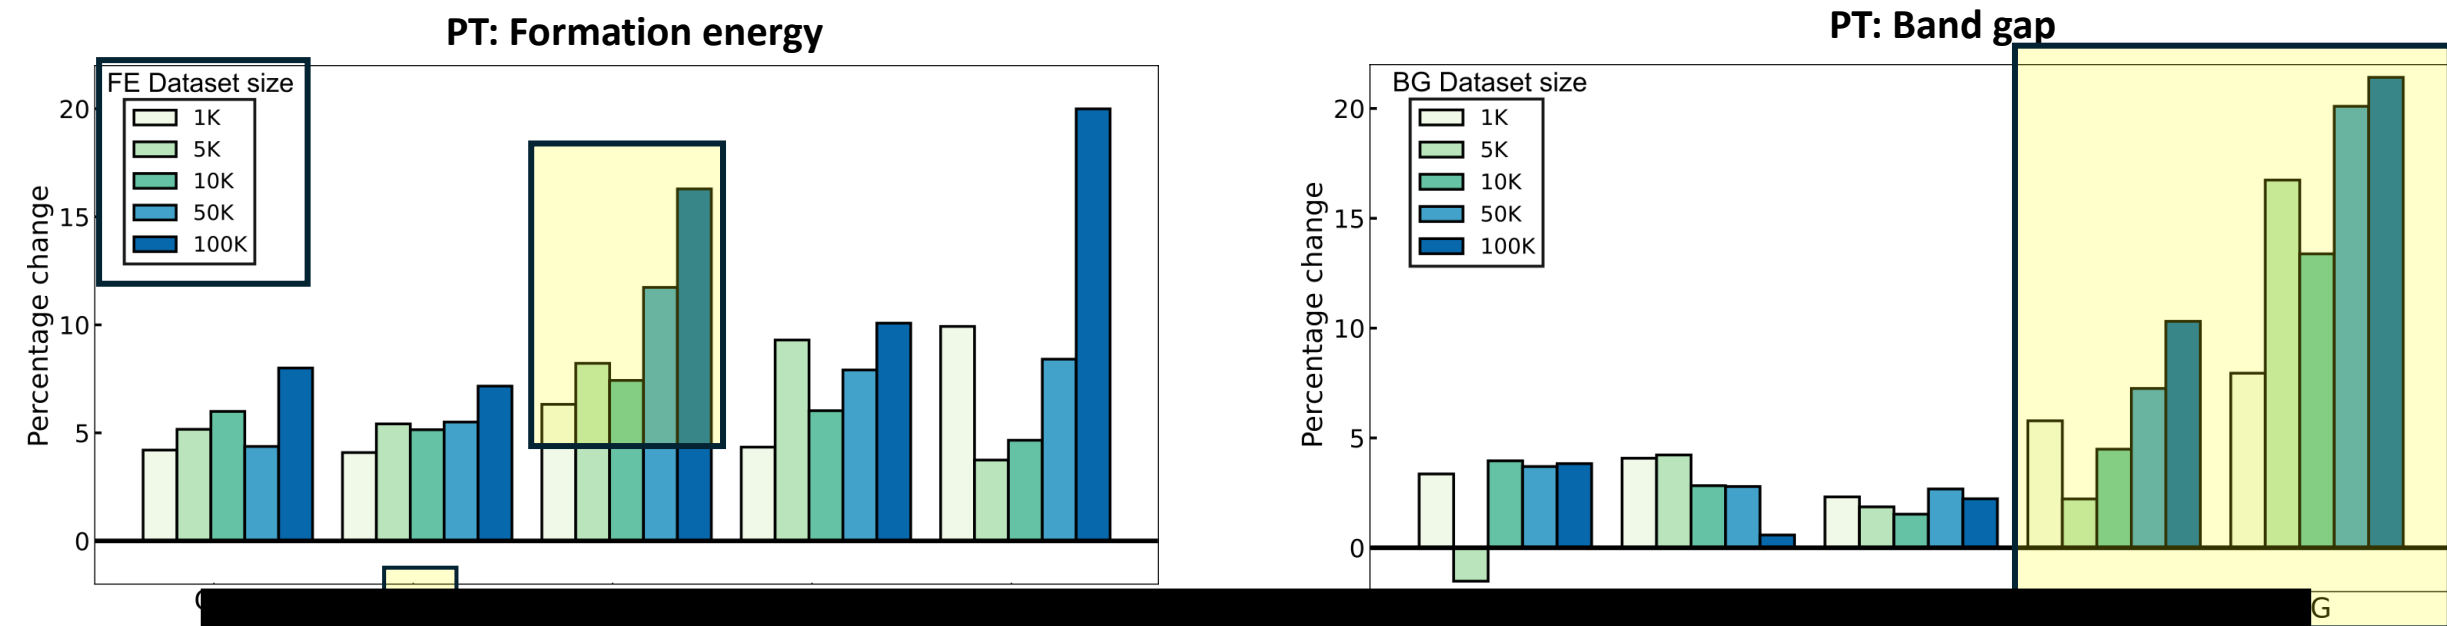 PT: Formation energy
FE Dataset size
1K
5K
10K
50K
100K
Percentage change
20
15
10
5
0
PT: Band gap
BG Dataset size
1K
5K
10K
50K
100K
Percentage change
20
15
10
5
0
G